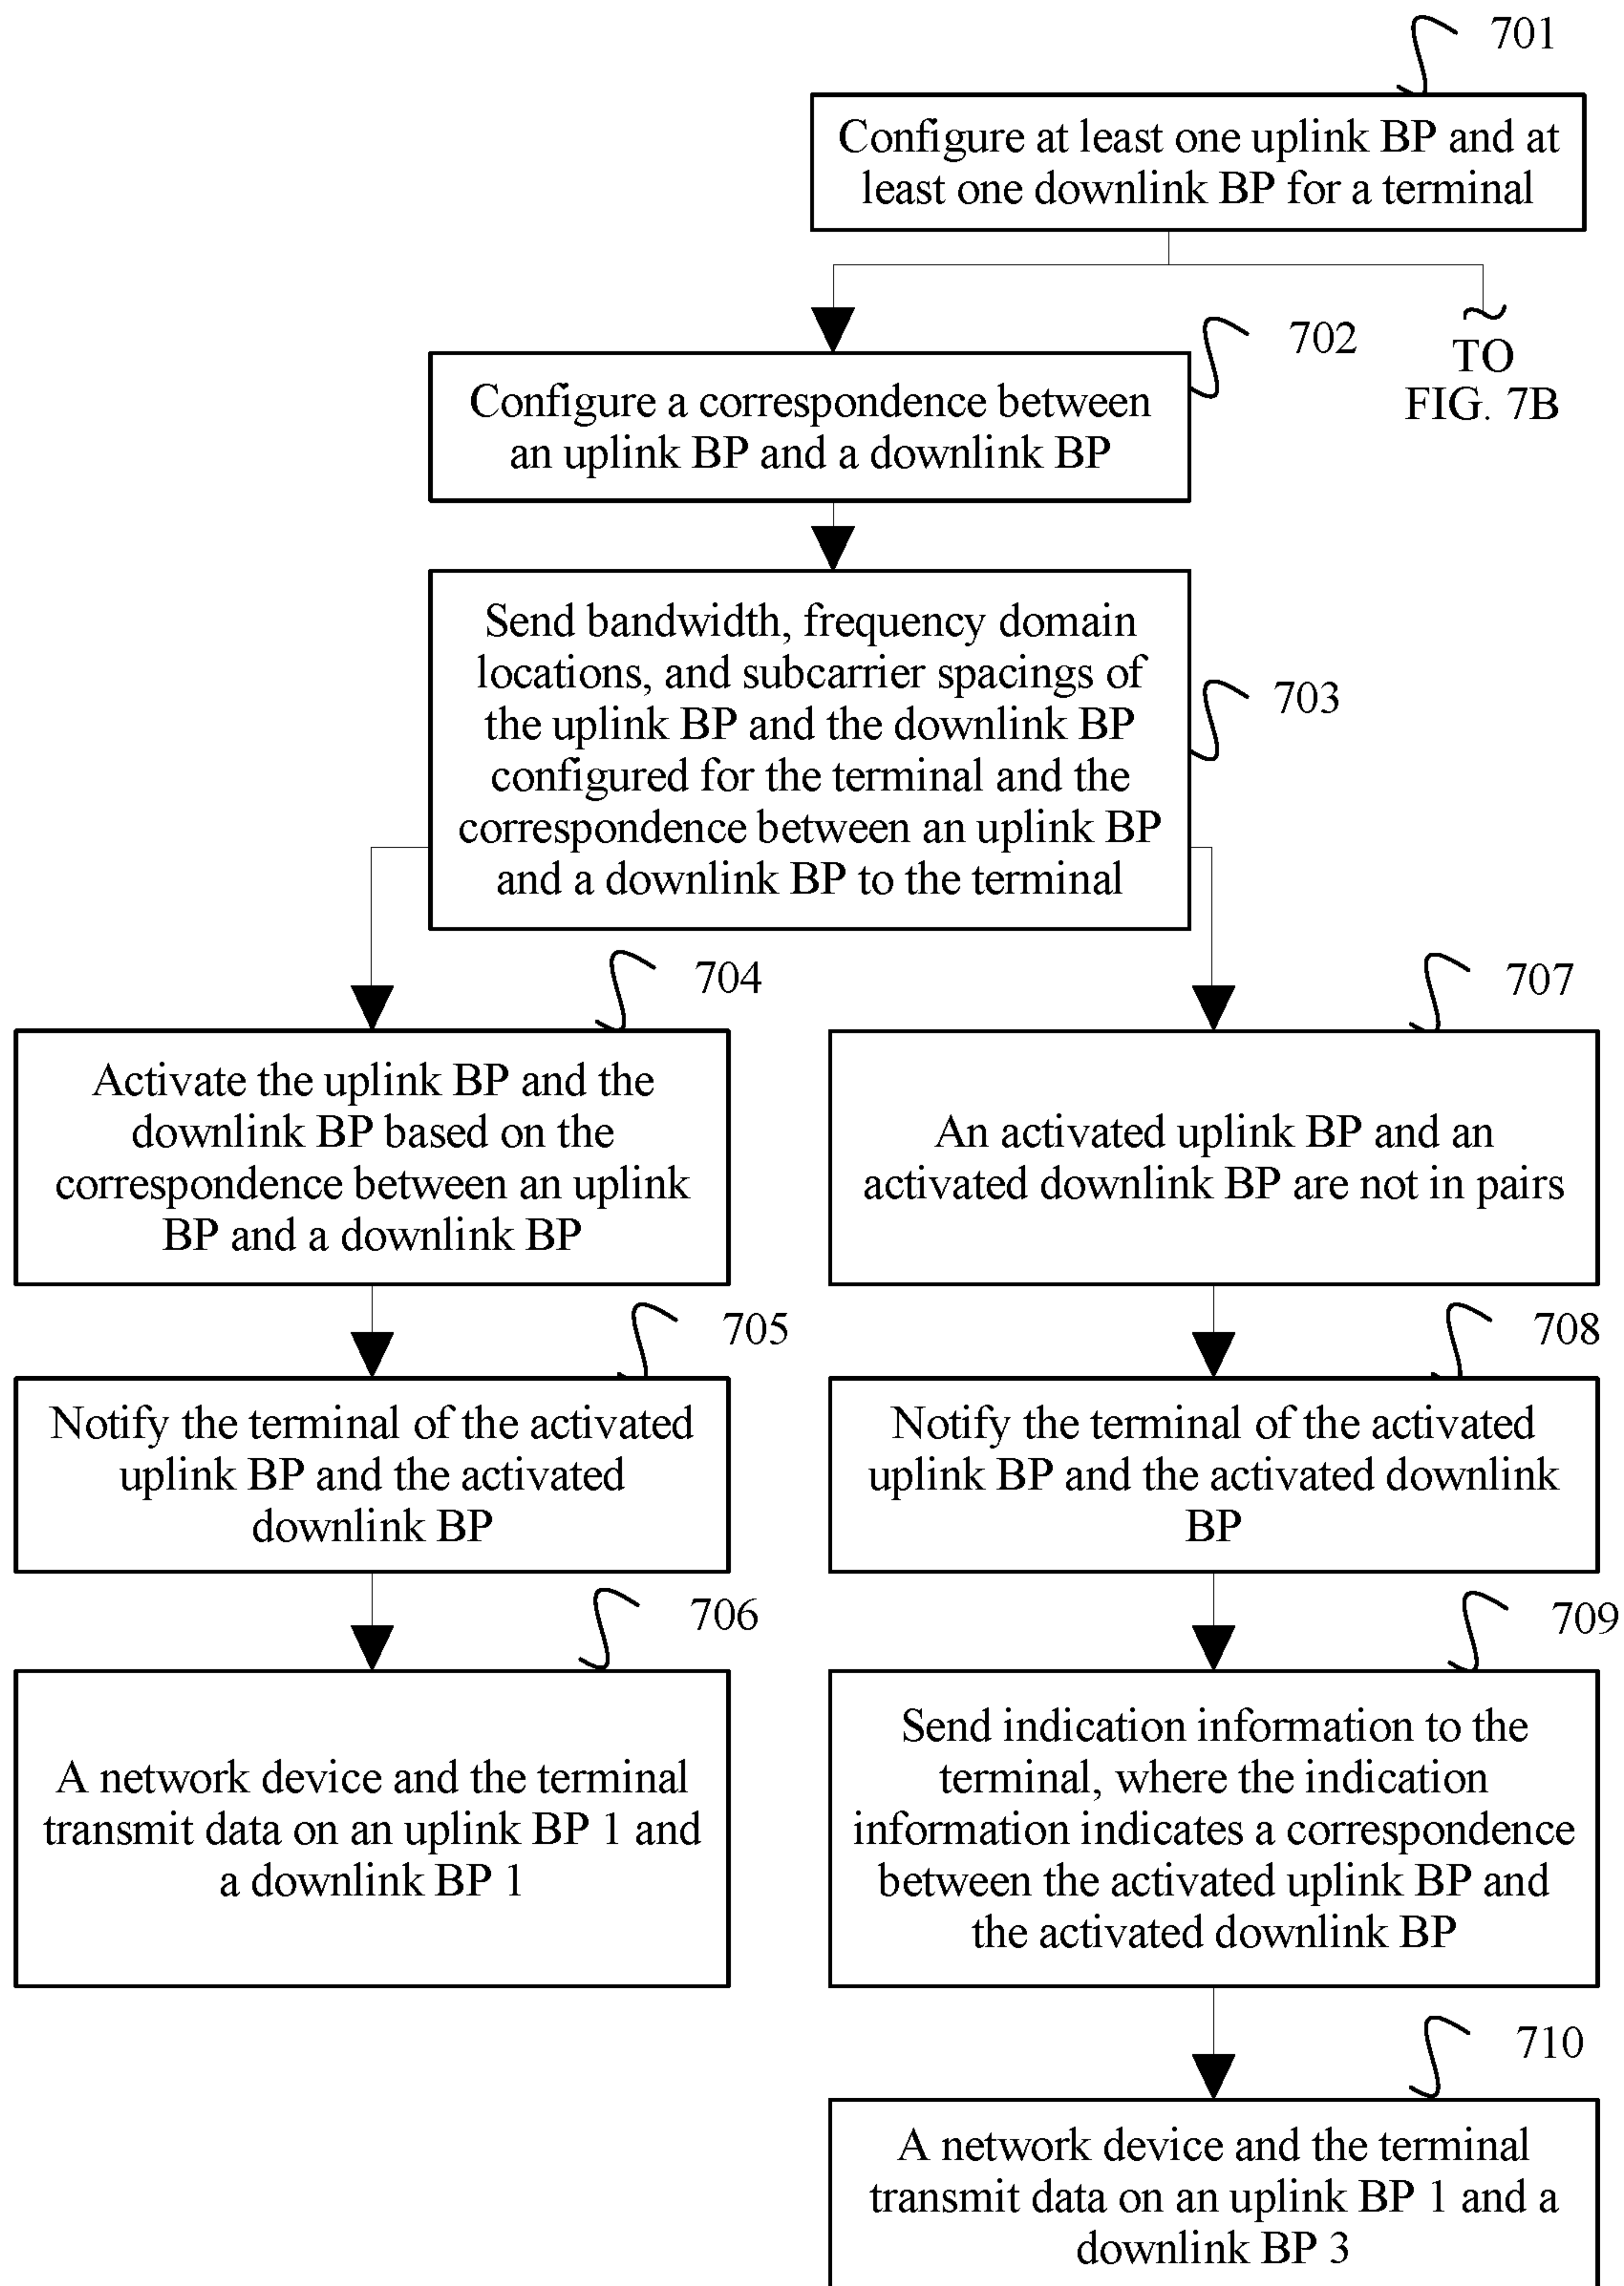 701
Configure at least one uplink BP and at
least one downlink BP for a terminal
702
TO
FIG. 7B
Configure a correspondence between
an uplink BP and a downlink BP
703
Send bandwidth, frequency domain
locations, and subcarrier spacings of
the uplink BP and the downlink BP
configured for the terminal and the
correspondence between an uplink BP
and a downlink BP to the terminal
704
Activate the uplink BP and the
downlink BP based on the
correspondence between an uplink
BP and a downlink BP
705
Notify the terminal of the activated
uplink BP and the activated
downlink BP
706
A network device and the terminal
transmit data on an uplink BP 1 and
a downlink BP 1
707
An activated uplink BP and an
activated downlink BP are not in pairs
708
Notify the terminal of the activated
uplink BP and the activated downlink
BP
709
Send indication information to the
terminal, where the indication
information indicates a correspondence
between the activated uplink BP and
the activated downlink BP
710
A network device and the terminal
transmit data on an uplink BP 1 and a
downlink BP 3